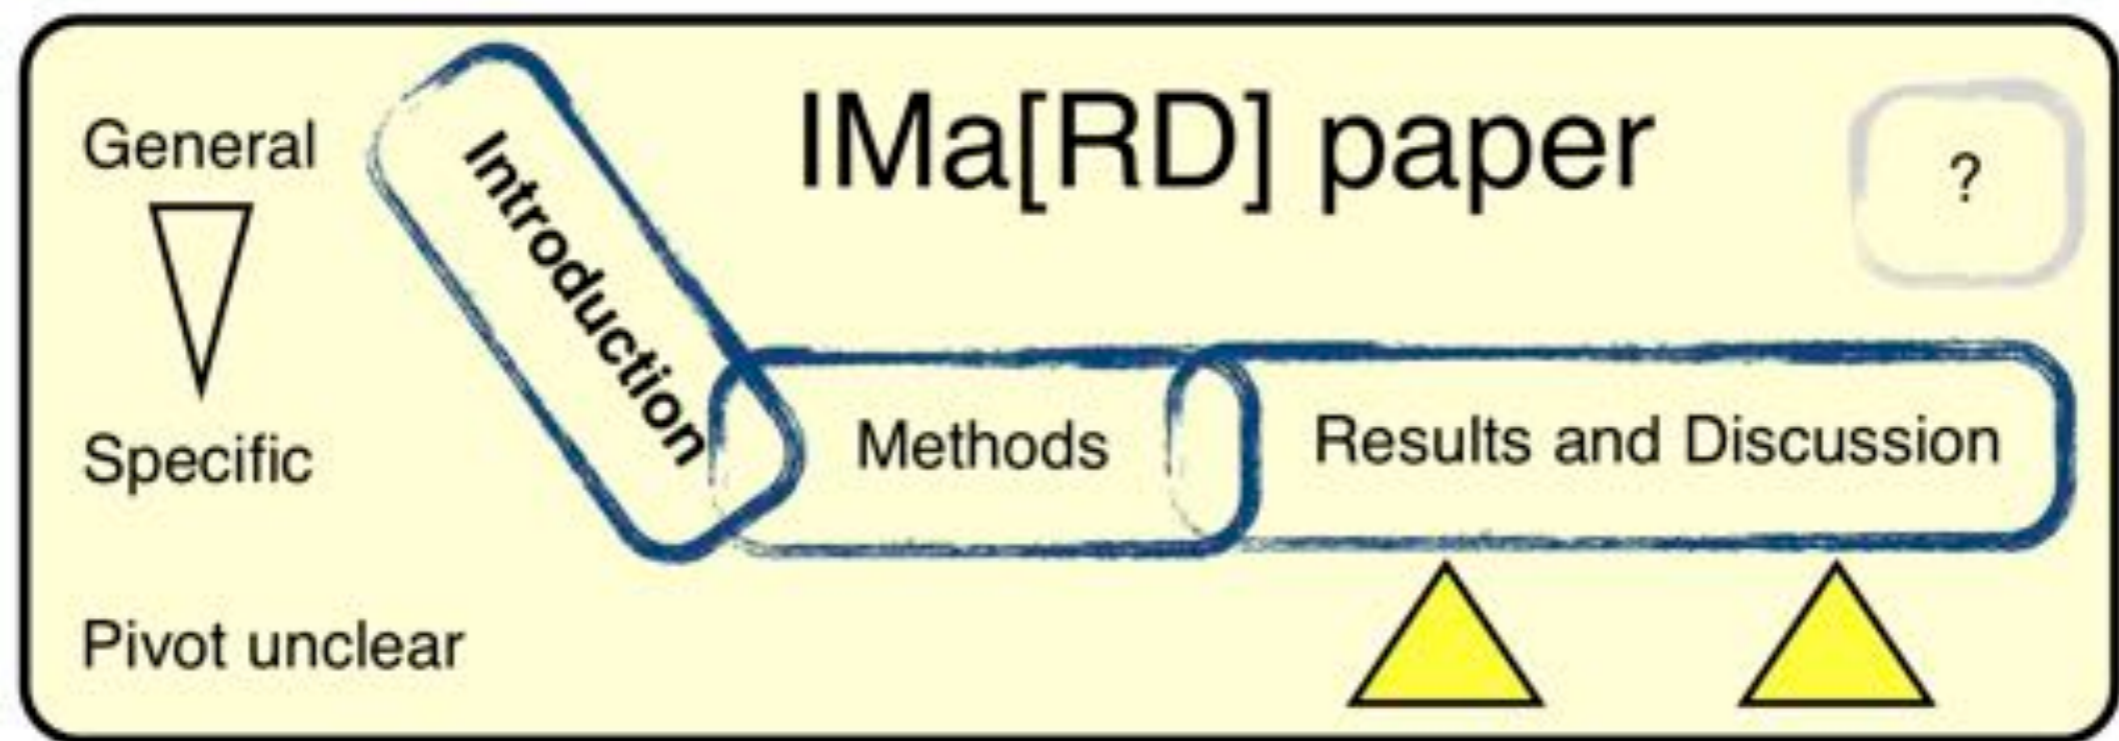 IMa[RD] paper
?
General
Specific
Introduction
Methods
Results and Discussion
Pivot unclear